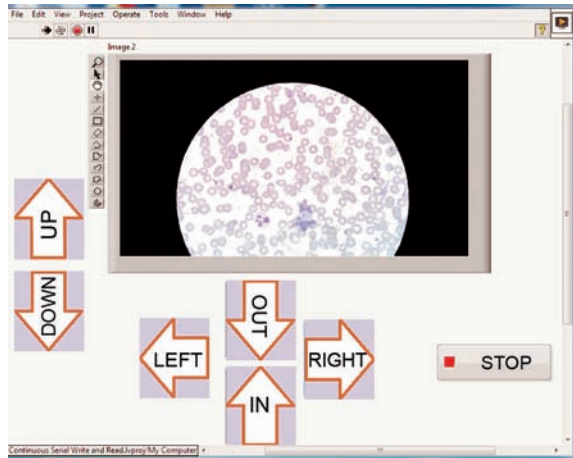 File Edit View Project Operate Tools Window Help
Image 2
UP
DOWN
LEFT
OUT
RIGHT
IN
STOP
Continuous Serial Write and Read.lvproj/My Computer